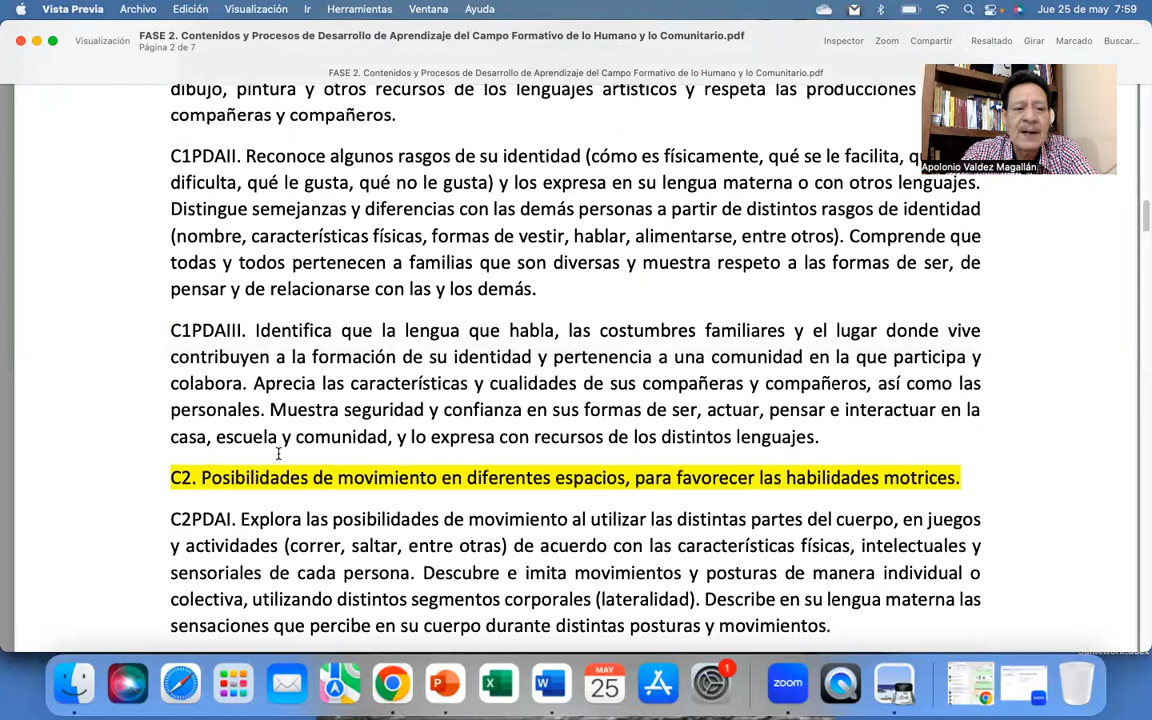 Vista Previa Archivo Edición Visualización Ir Herramientas Ventana Ayuda Jue 25 de may 7:59
FASE 2. Contenidos y Procesos de Desarrollo de Aprendizaje del Campo Formativo de lo Humano y lo Comunitario.pdf
Página 2 de 7
Visualización Inspector Zoom Compartir Resaltado Girar Marcado Buscar...
FASE 2. Contenidos y Procesos de Desarrollo de Aprendizaje del Campo Formativo de lo Humano y lo Comunitario.pdf
dibujo, pintura y otros recursos de los lenguajes artísticos y respeta las producciones
compañeras y compañeros.
C1PDAII. Reconoce algunos rasgos de su identidad (cómo es físicamente, qué se le facilita,
dificulta, qué le gusta, qué no le gusta) y los expresa en su lengua materna o con otros lenguajes.
Distingue semejanzas y diferencias con las demás personas a partir de distintos rasgos de identidad
(nombre, características físicas, formas de vestir, hablar, alimentarse, entre otros). Comprende que
todas y todos pertenecen a familias que son diversas y muestra respeto a las formas de ser, de
pensar y de relacionarse con las y los demás.
C1PDAIII. Identifica que la lengua que habla, las costumbres familiares y el lugar donde vive
contribuyen a la formación de su identidad y pertenencia a una comunidad en la que participa y
colabora. Aprecia las características y cualidades de sus compañeras y compañeros, así como las
personales. Muestra seguridad y confianza en sus formas de ser, actuar, pensar e interactuar en la
casa, escuela y comunidad, y lo expresa con recursos de los distintos lenguajes.
C2. Posibilidades de movimiento en diferentes espacios, para favorecer las habilidades motrices.
C2PDAI. Explora las posibilidades de movimiento al utilizar las distintas partes del cuerpo, en juegos
y actividades (correr, saltar, entre otras) de acuerdo con las características físicas, intelectuales y
sensoriales de cada persona. Descubre e imita movimientos y posturas de manera individual o
colectiva, utilizando distintos segmentos corporales (lateralidad). Describe en su lengua materna las
sensaciones que percibe en su cuerpo durante distintas posturas y movimientos.
Apolonio Valdez Magallán
MAY
25
1
zoom